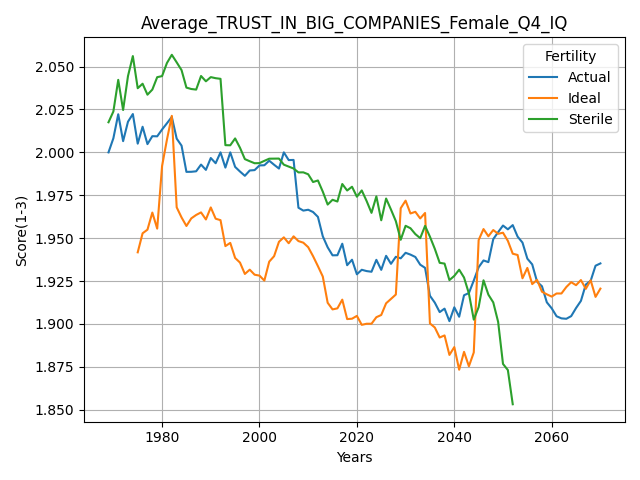 Average_TRUST_IN_BIG_COMPANIES_Female_Q4_IQ
Fertility
Actual
Ideal
Sterile
2.050
2.025
2.000
1.975
1.950
1.925
1.900
1.875
1.850
Score(1-3)
1980 2000 2020 2040 2060
Years